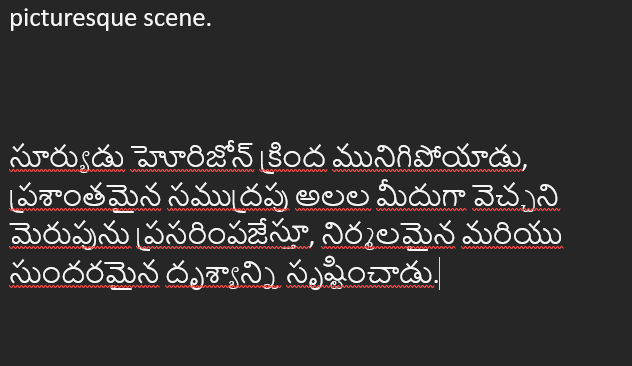 picturesque scene.
సూర్యుడు హెూరిజోన్ క్రింద మునిగిపోయాడు,
ప్రశాంతమైన సముద్రపు అలల మీదుగా వెచ్చని
మెరుపును ప్రసరింపజేస్తూ, నిర్మలమైన మరియు
సుందరమైన దృశ్యాన్ని సృష్టించాడు.